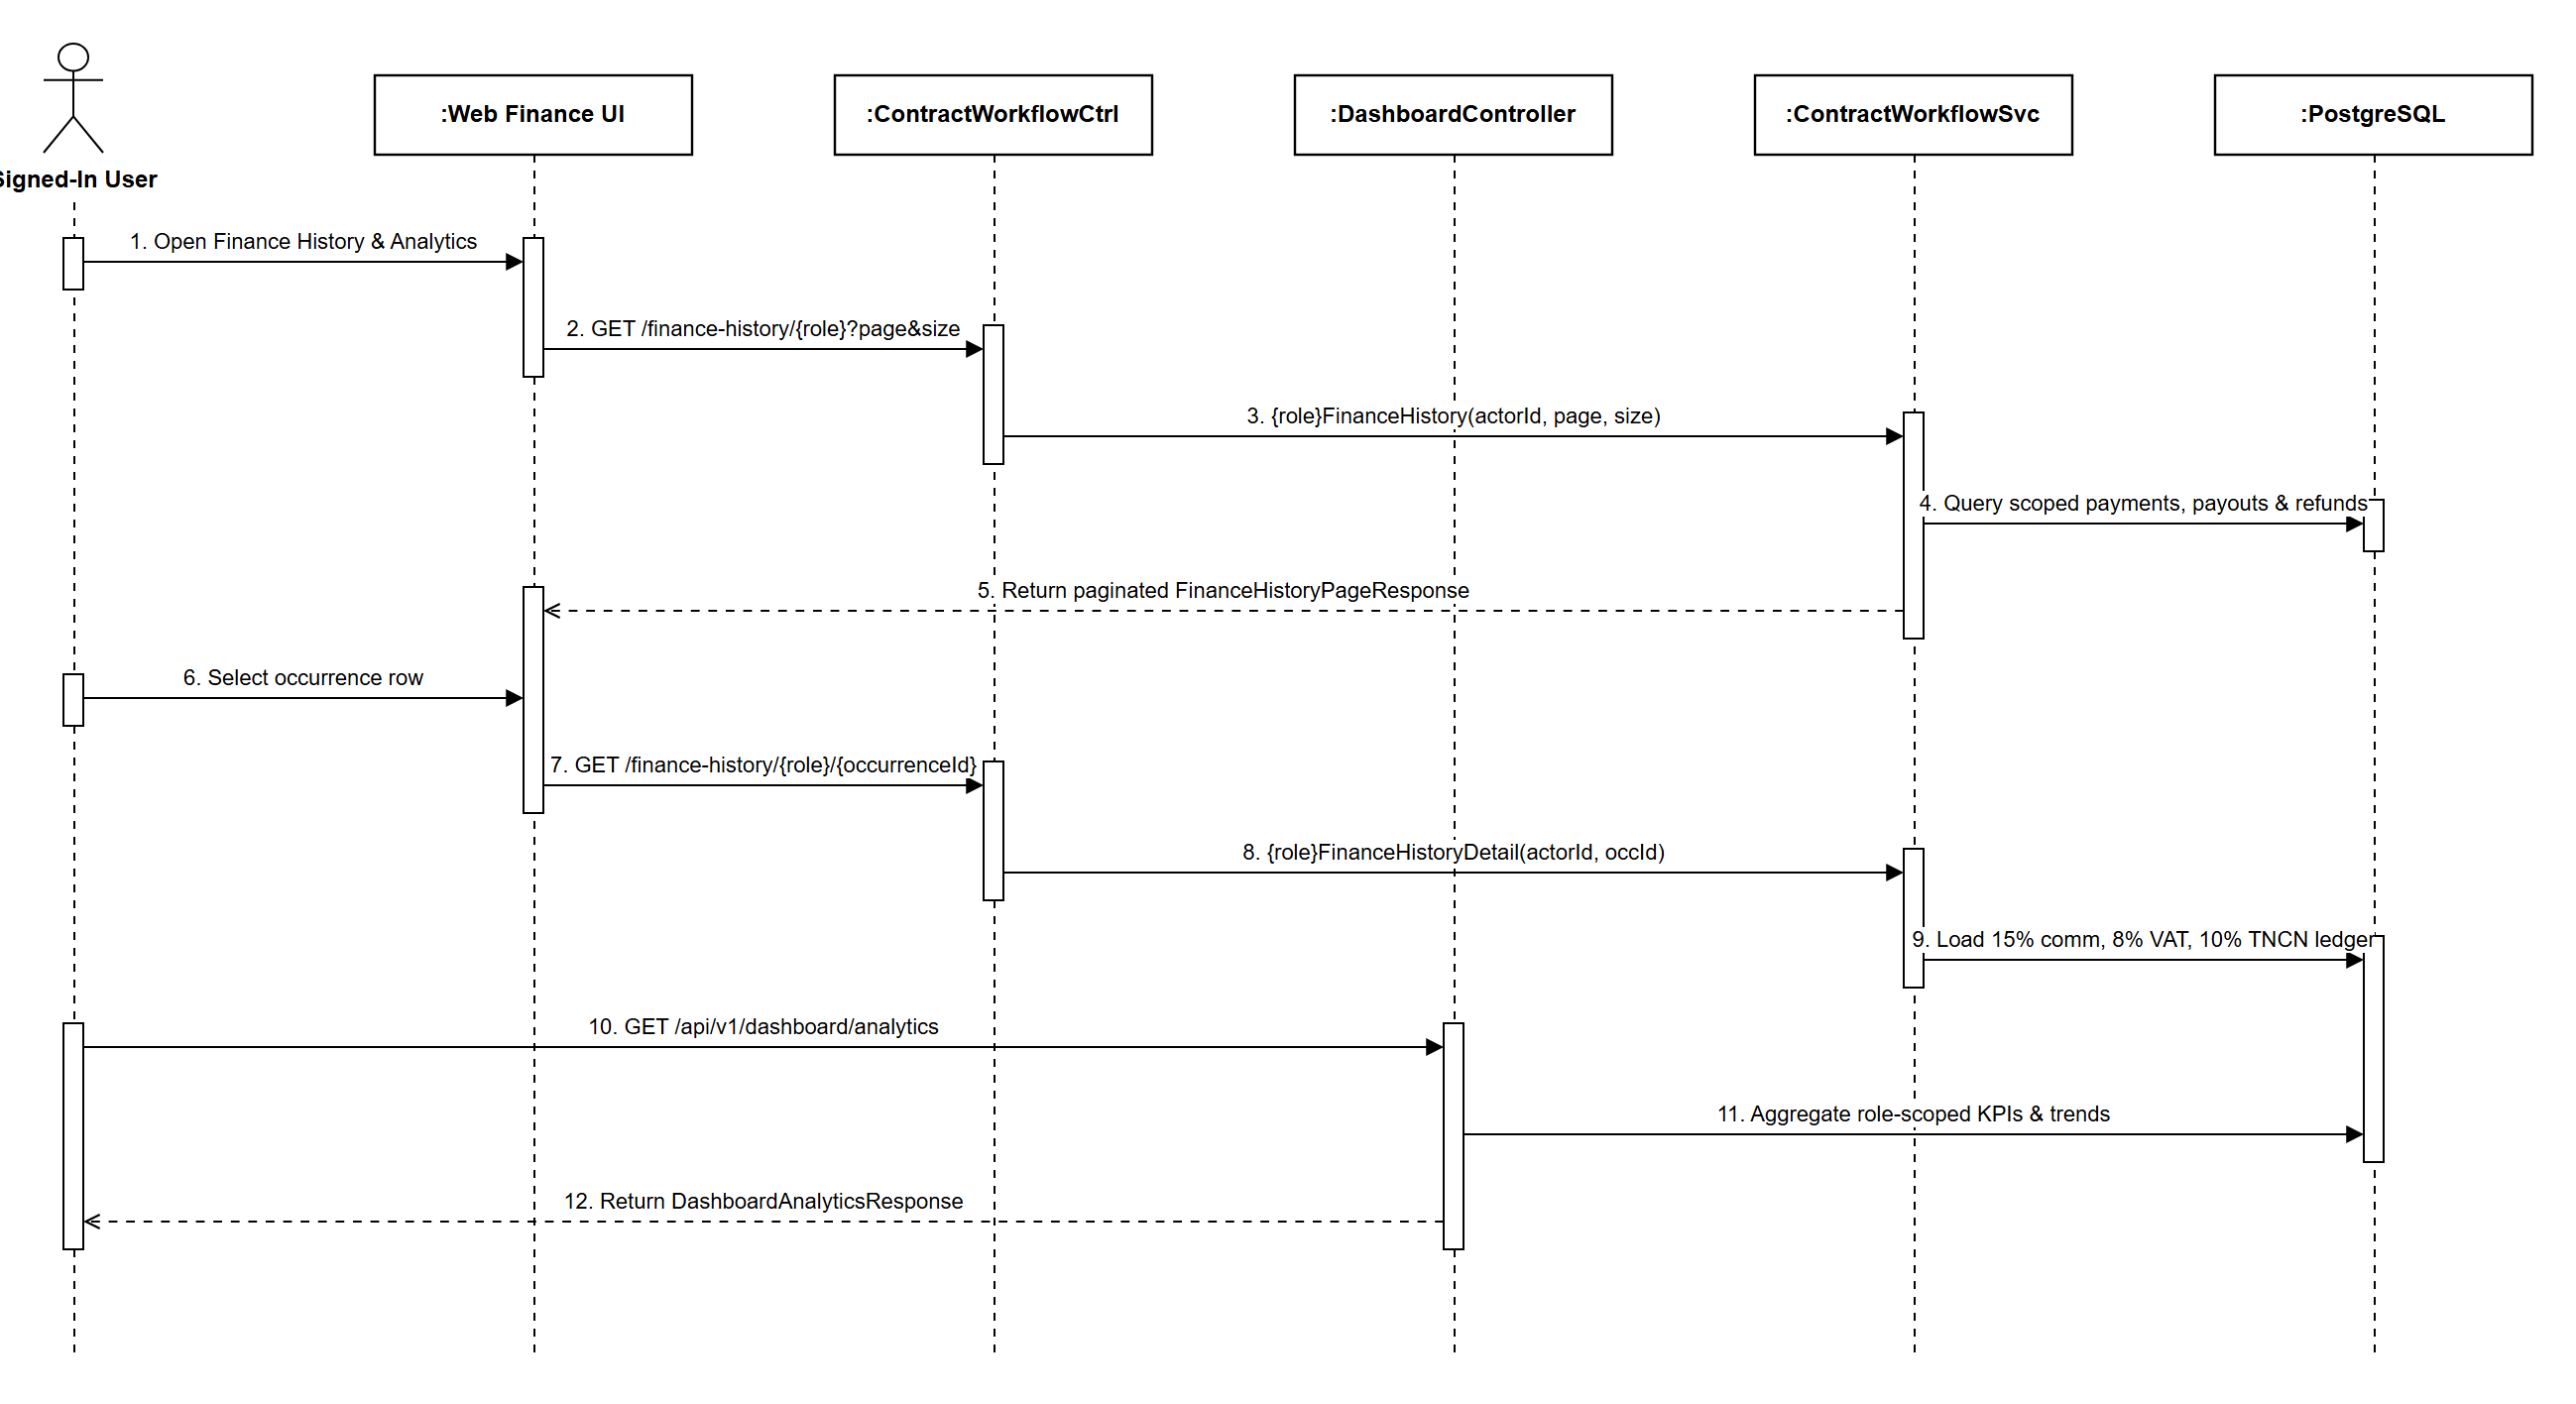 :Web Finance UI
:ContractWorkflowCtrl
:DashboardController
:ContractWorkflowSvc
:PostgreSQL
Signed-In User
1. Open Finance History & Analytics
2. GET /finance-history/{role}?page&size
3. {role}FinanceHistory(actorId, page, size)
4. Query scoped payments, payouts & refunds
5. Return paginated FinanceHistoryPageResponse
6. Select occurrence row
7. GET /finance-history/{role}/{occurrenceId}
8. {role}FinanceHistoryDetail(actorId, occId)
9. Load 15% comm, 8% VAT, 10% TNCN ledger
10. GET /api/v1/dashboard/analytics
11. Aggregate role-scoped KPIs & trends
12. Return DashboardAnalyticsResponse